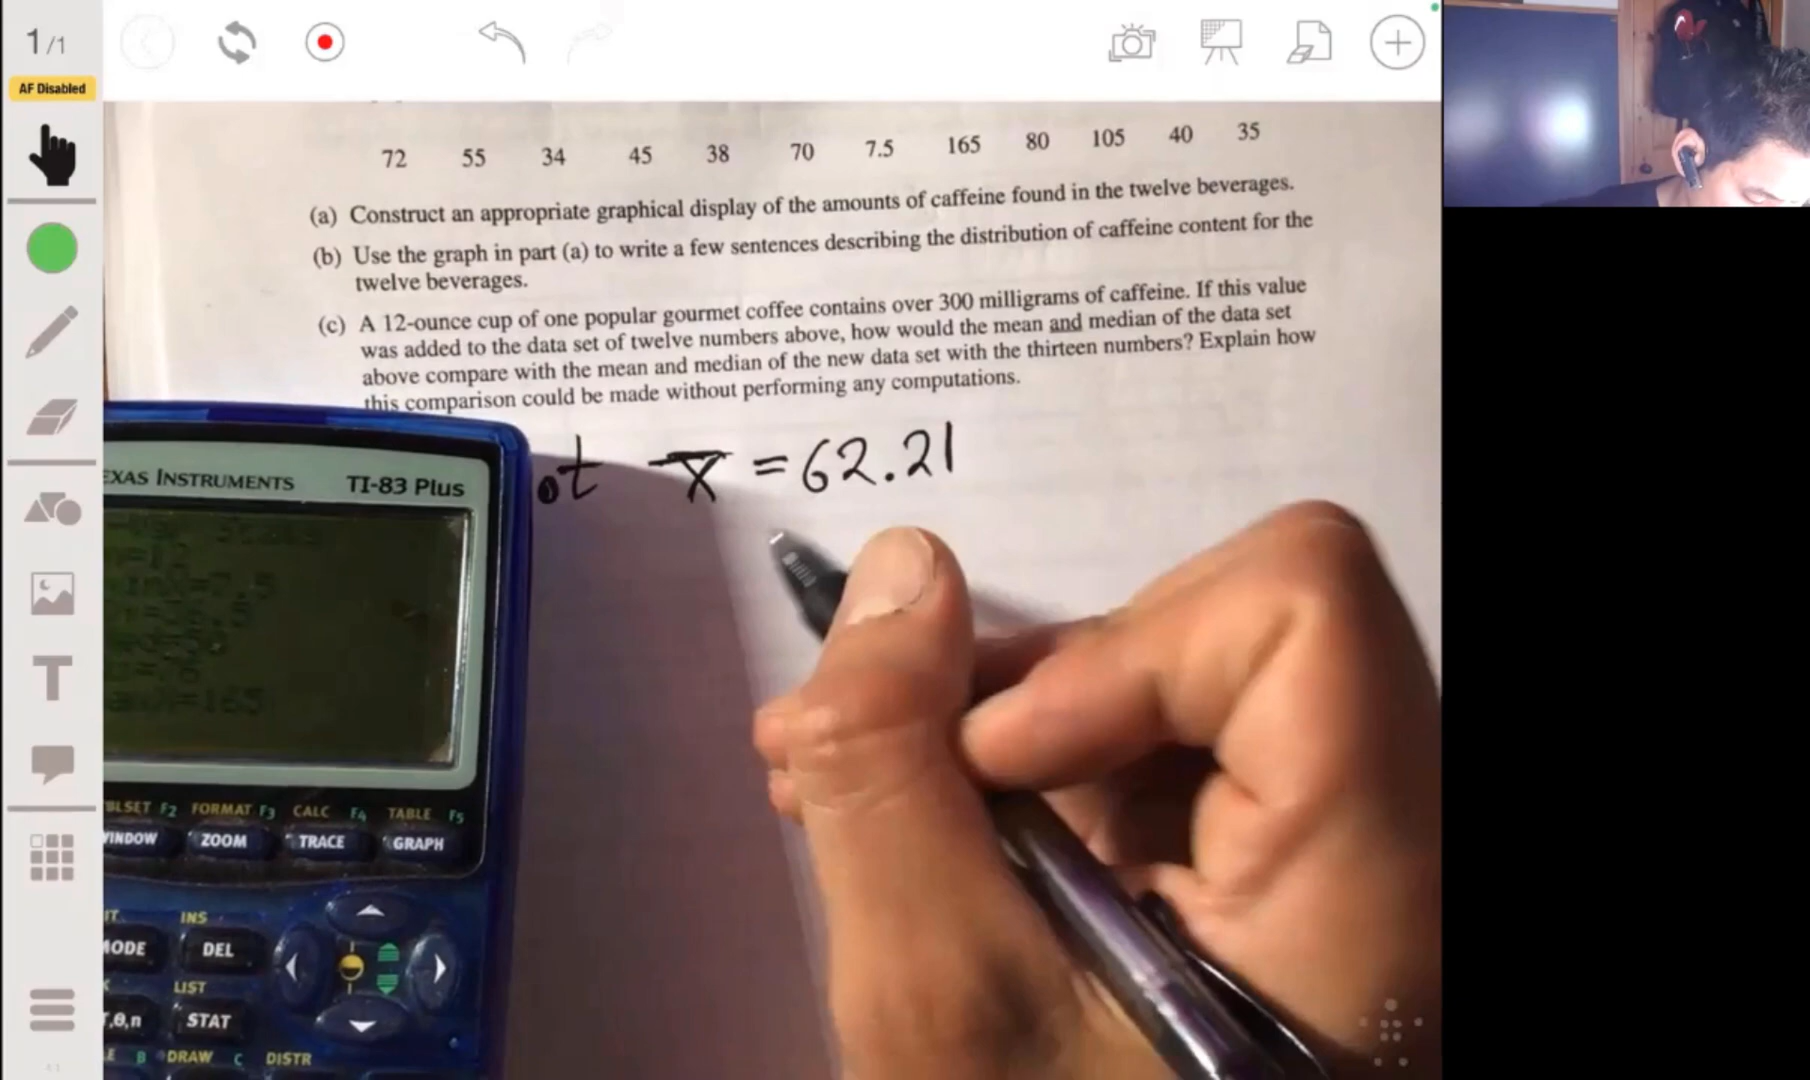 1/1
AF Disabled
72 55 34 45 38 70 7.5 165 80 105 40 35
(a) Construct an appropriate graphical display of the amounts of caffeine found in the twelve beverages.
(b) Use the graph in part (a) to write a few sentences describing the distribution of caffeine content for the
twelve beverages.
(c) A 12-ounce cup of one popular gourmet coffee contains over 300 milligrams of caffeine. If this value
was added to the data set of twelve numbers above, how would the mean and median of the data set
above compare with the mean and median of the new data set with the thirteen numbers? Explain how
this comparison could be made without performing any computations.
ot x̅ = 62.21
EXAS INSTRUMENTS TI-83 Plus
=165
BLSET F2 FORMAT F3 CALC F4 TABLE F5
WINDOW ZOOM TRACE GRAPH
INS
MODE DEL
LIST
T,θ,n STAT
E B DRAW C DISTR
T